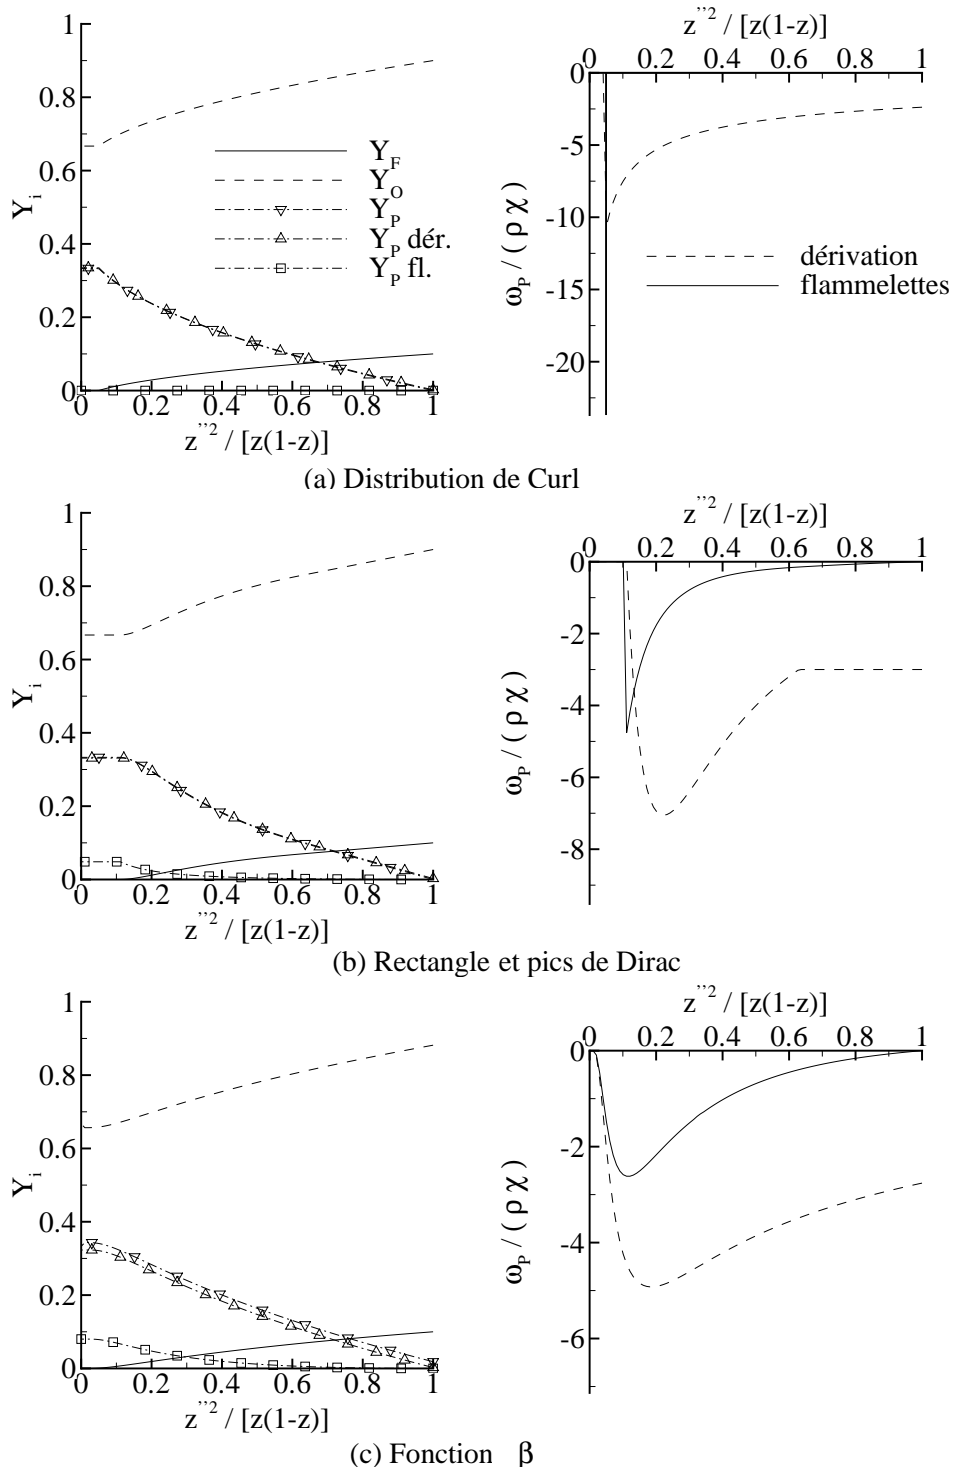 z''2 / [z(1-z)]
0 0.2 0.4 0.6 0.8 1
1
0.8
0.6
0.4
0.2
0
Y_i
Y_F
Y_O
Y_P
Y_P dér.
Y_P fl.
0 0.2 0.4 0.6 0.8 1
z''2 / [z(1-z)]
0
-5
-10
-15
-20
ω_P / ( ρ χ )
dérivation
flammelettes
(a) Distribution de Curl
z''2 / [z(1-z)]
0 0.2 0.4 0.6 0.8 1
1
0.8
0.6
0.4
0.2
0
Y_i
0 0.2 0.4 0.6 0.8 1
z''2 / [z(1-z)]
0
-2
-4
-6
-8
ω_P / ( ρ χ )
(b) Rectangle et pics de Dirac
z''2 / [z(1-z)]
0 0.2 0.4 0.6 0.8 1
1
0.8
0.6
0.4
0.2
0
Y_i
0 0.2 0.4 0.6 0.8 1
z''2 / [z(1-z)]
0
-2
-4
-6
ω_P / ( ρ χ )
(c) Fonction β